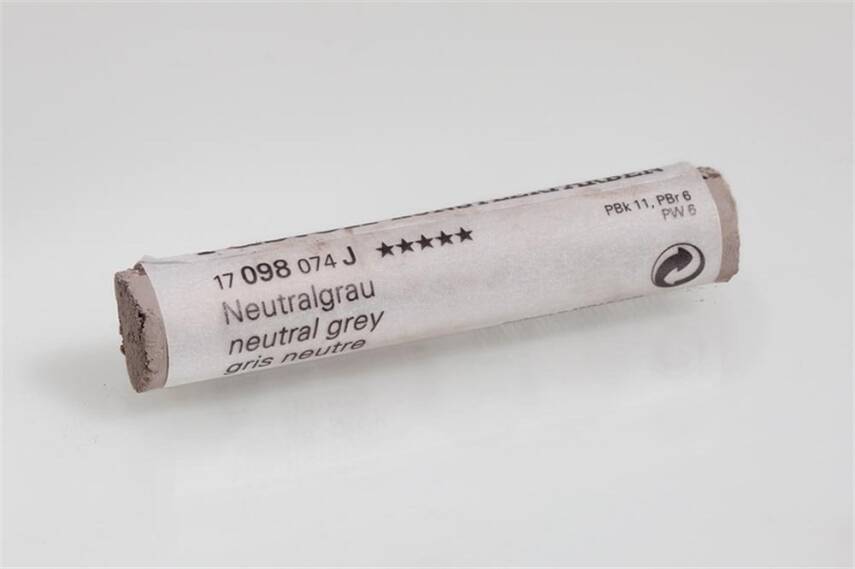 17 098 074 J ★★★★★
Neutralgrau
neutral grey
gris neutre
PBk 11, PBr 6
PW 6